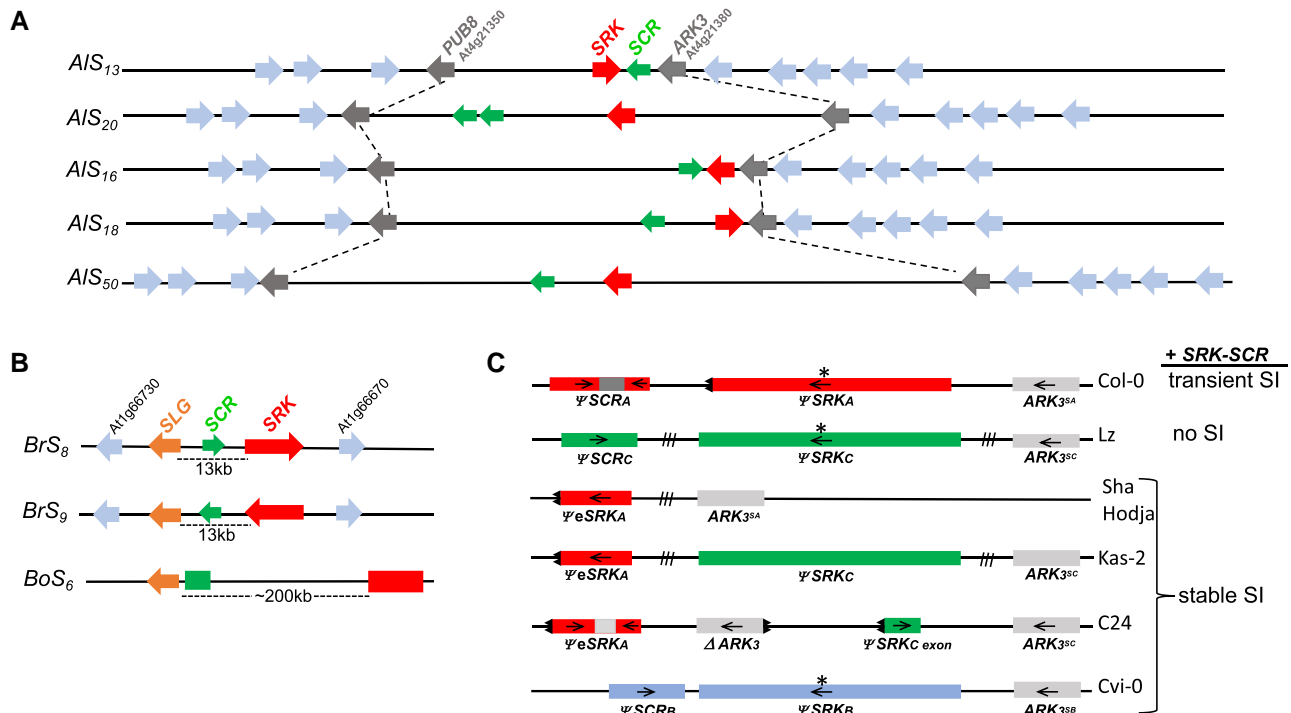 A
PUB8
At4g21350
SRK
SCR
ARK3
At4g21380
AlS13
AlS20
AlS16
AlS18
AlS50
B
At1g66730
SLG
SCR
SRK
At1g66670
BrS8
13kb
BrS9
13kb
BoS6
~200kb
C
+ SRK-SCR
* Col-0 transient SI
ΨSCRA ΨSRKA ARK3SA
* Lz no SI
ΨSCRC ΨSRKC ARK3SC
Sha
Hodja
ΨeSRKA ARK3SA
Kas-2
ΨeSRKA ΨSRKC ARK3SC
stable SI
C24
ΨeSRKA ΔARK3 ΨSRKC exon ARK3SC
* Cvi-0
ΨSCRB ΨSRKB ARK3SB